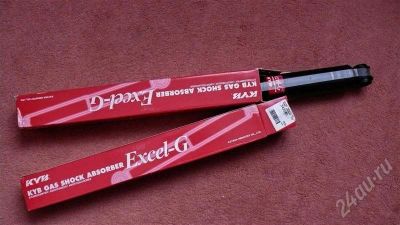 KYB
KYB GAS SHOCK ABSORBER
Excel-G
KYB
KYB GAS SHOCK ABSORBER Excel-G
24au.ru